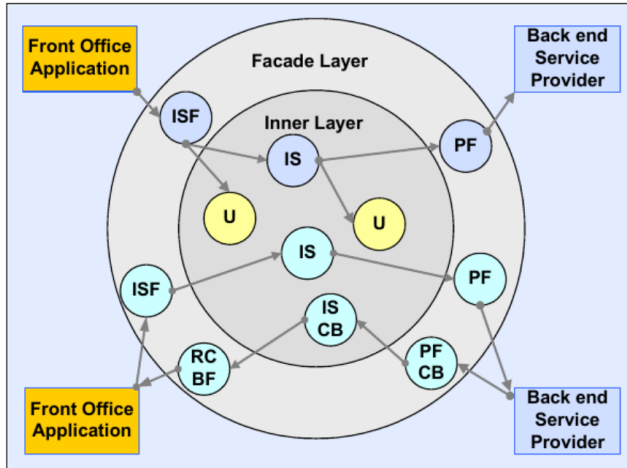 Front Office
Application
Back end
Service
Provider
Facade Layer
ISF
Inner Layer
IS
PF
U
U
IS
ISF
PF
IS
CB
RC
BF
PF
CB
Front Office
Application
Back end
Service
Provider